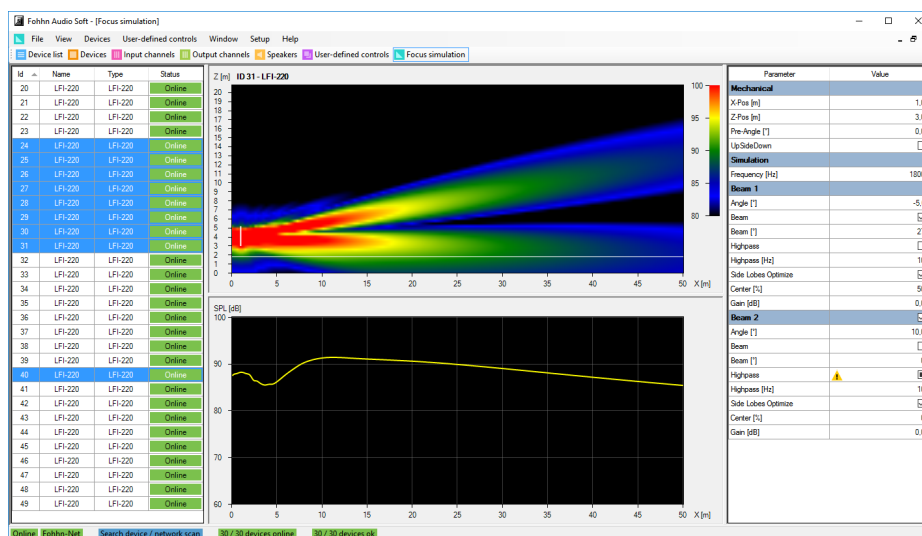 Fohhn Audio Soft - [Focus simulation]
File View Devices User-defined controls Window Setup Help
Device list Devices Input channels Output channels Speakers User-defined controls Focus simulation
Id Name Type Status
20 LFI-220 LFI-220 Online
21 LFI-220 LFI-220 Online
22 LFI-220 LFI-220 Online
23 LFI-220 LFI-220 Online
24 LFI-220 LFI-220 Online
25 LFI-220 LFI-220 Online
26 LFI-220 LFI-220 Online
27 LFI-220 LFI-220 Online
28 LFI-220 LFI-220 Online
29 LFI-220 LFI-220 Online
30 LFI-220 LFI-220 Online
31 LFI-220 LFI-220 Online
32 LFI-220 LFI-220 Online
33 LFI-220 LFI-220 Online
34 LFI-220 LFI-220 Online
35 LFI-220 LFI-220 Online
36 LFI-220 LFI-220 Online
37 LFI-220 LFI-220 Online
38 LFI-220 LFI-220 Online
39 LFI-220 LFI-220 Online
40 LFI-220 LFI-220 Online
41 LFI-220 LFI-220 Online
42 LFI-220 LFI-220 Online
43 LFI-220 LFI-220 Online
44 LFI-220 LFI-220 Online
45 LFI-220 LFI-220 Online
46 LFI-220 LFI-220 Online
47 LFI-220 LFI-220 Online
48 LFI-220 LFI-220 Online
49 LFI-220 LFI-220 Online
Z [m] ID 31 - LFI-220
20
19
18
17
16
15
14
13
12
11
10
9
8
7
6
5
4
3
2
1
0
0 5 10 15 20 25 30 35 40 45 50 X [m]
100
95
90
85
80
SPL [dB]
100
90
80
70
60
0 5 10 15 20 25 30 35 40 45 50 X [m]
Parameter Value
Mechanical
X-Pos [m] 1,
Z-Pos [m] 3,
Pre-Angle [°] 0,
UpSideDown
Simulation
Frequency [Hz] 180
Beam 1
Angle [°] -5,
Beam
Beam [°] 2
Highpass
Highpass [Hz] 1
Side Lobes Optimize
Center [%] 5
Gain [dB] 0,
Beam 2
Angle [°] 10,
Beam
Beam [°]
Highpass
Highpass [Hz] 1
Side Lobes Optimize
Center [%]
Gain [dB] 0,
Online Fohhn-Net Search device / network scan 30 / 30 devices online 30 / 30 devices ok